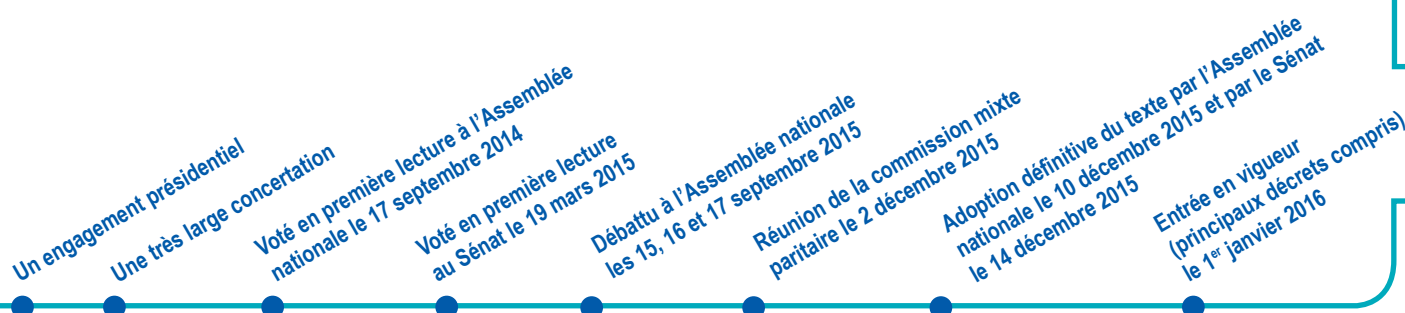 Un engagement présidentiel
Une très large concertation
Voté en première lecture à l'Assemblée
nationale le 17 septembre 2014
Voté en première lecture
au Sénat le 19 mars 2015
Débattu à l'Assemblée nationale
les 15, 16 et 17 septembre 2015
Réunion de la commission mixte
paritaire le 2 décembre 2015
Adoption définitive du texte par l'Assemblée
nationale le 10 décembre 2015 et par le Sénat
le 14 décembre 2015
Entrée en vigueur
(principaux décrets compris)
le 1er janvier 2016